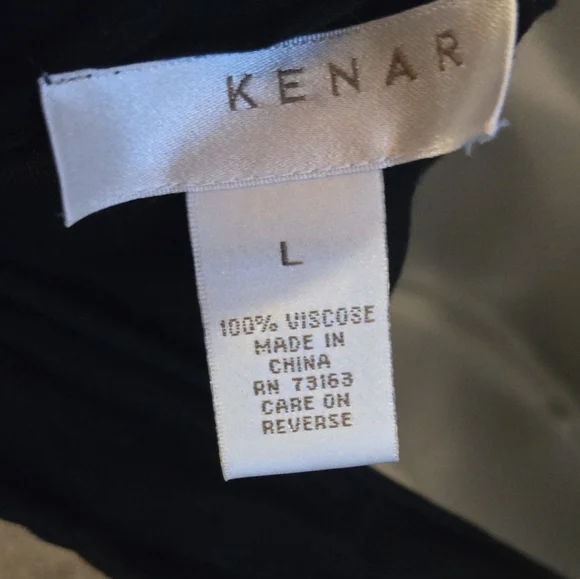 KENAR
L
100% VISCOSE
MADE IN
CHINA
RN 73163
CARE ON
REVERSE